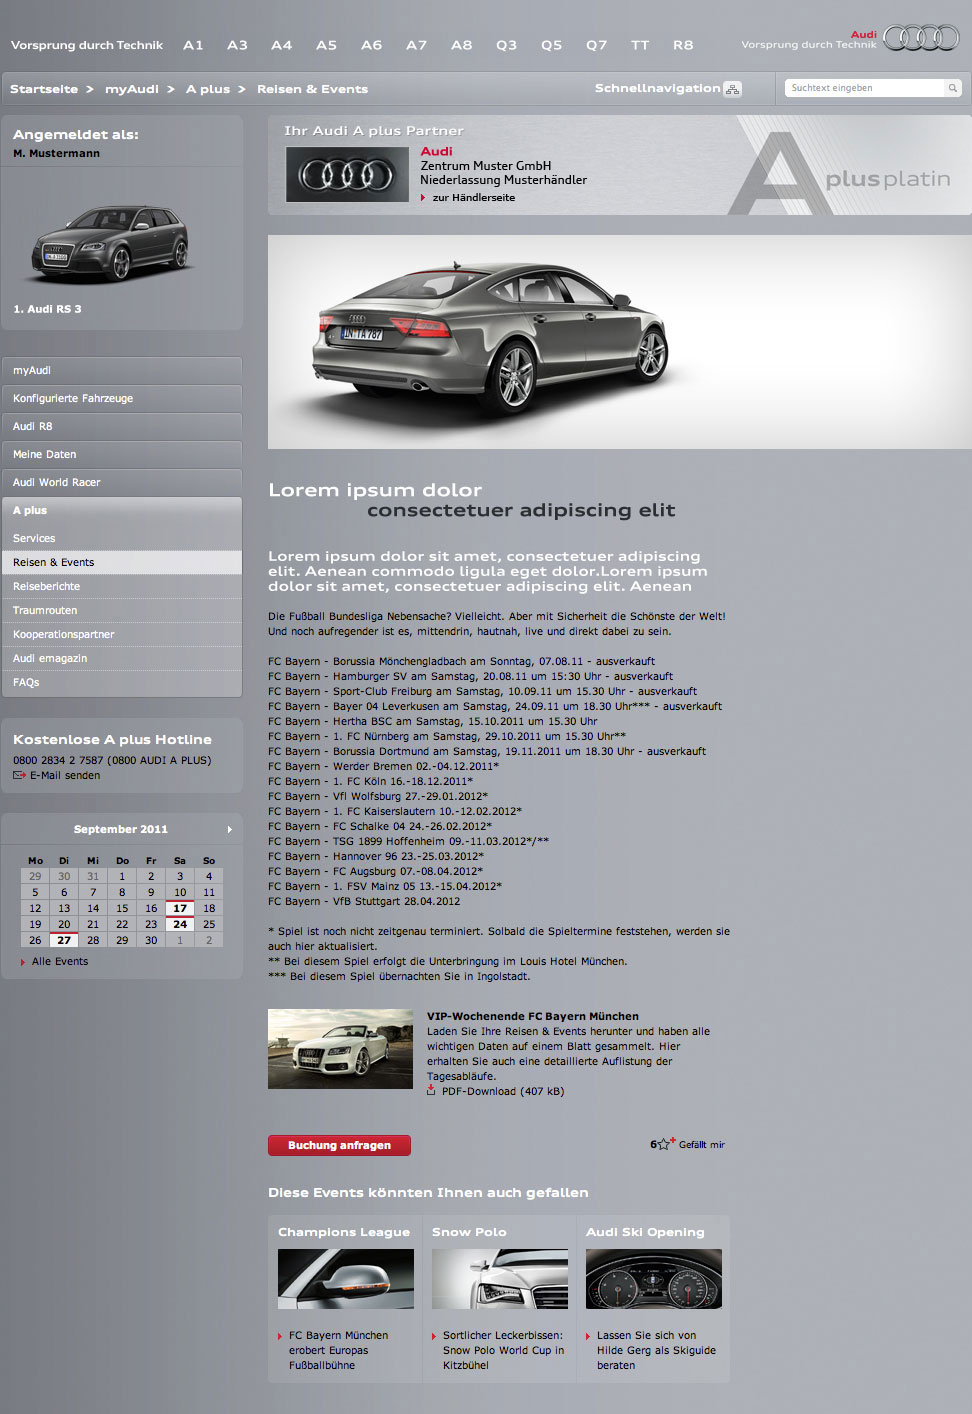 Vorsprung durch Technik A1 A3 A4 A5 A6 A7 A8 Q3 Q5 Q7 TT R8
Audi
Vorsprung durch Technik
Startseite > myAudi > A plus > Reisen & Events
Schnellnavigation
Suchtext eingeben
Angemeldet als:
M. Mustermann
1. Audi RS 3
Ihr Audi A plus Partner
Audi
Zentrum Muster GmbH
Niederlassung Musterhändler
zur Händlerseite
A plus platin
IN TA 787
myAudi
Konfigurierte Fahrzeuge
Audi R8
Meine Daten
Audi World Racer
A plus
Services
Reisen & Events
Reiseberichte
Traumrouten
Kooperationspartner
Audi emagazin
FAQs
Kostenlose A plus Hotline
0800 2834 2 7587 (0800 AUDI A PLUS)
E-Mail senden
September 2011
Mo Di Mi Do Fr Sa So
29 30 31 1 2 3 4
5 6 7 8 9 10 11
12 13 14 15 16 17 18
19 20 21 22 23 24 25
26 27 28 29 30 1 2
Alle Events
Lorem ipsum dolor
consectetuer adipiscing elit
Lorem ipsum dolor sit amet, consectetuer adipiscing
elit. Aenean commodo ligula eget dolor.Lorem ipsum
dolor sit amet, consectetuer adipiscing elit. Aenean
Die Fußball Bundesliga Nebensache? Vielleicht. Aber mit Sicherheit die Schönste der Welt!
Und noch aufregender ist es, mittendrin, hautnah, live und direkt dabei zu sein.
FC Bayern - Borussia Mönchengladbach am Sonntag, 07.08.11 - ausverkauft
FC Bayern - Hamburger SV am Samstag, 20.08.11 um 15:30 Uhr - ausverkauft
FC Bayern - Sport-Club Freiburg am Samstag, 10.09.11 um 15.30 Uhr - ausverkauft
FC Bayern - Bayer 04 Leverkusen am Samstag, 24.09.11 um 18.30 Uhr*** - ausverkauft
FC Bayern - Hertha BSC am Samstag, 15.10.2011 um 15.30 Uhr
FC Bayern - 1. FC Nürnberg am Samstag, 29.10.2011 um 15.30 Uhr**
FC Bayern - Borussia Dortmund am Samstag, 19.11.2011 um 18.30 Uhr - ausverkauft
FC Bayern - Werder Bremen 02.-04.12.2011*
FC Bayern - 1. FC Köln 16.-18.12.2011*
FC Bayern - Vfl Wolfsburg 27.-29.01.2012*
FC Bayern - 1. FC Kaiserslautern 10.-12.02.2012*
FC Bayern - FC Schalke 04 24.-26.02.2012*
FC Bayern - TSG 1899 Hoffenheim 09.-11.03.2012*/**
FC Bayern - Hannover 96 23.-25.03.2012*
FC Bayern - FC Augsburg 07.-08.04.2012*
FC Bayern - 1. FSV Mainz 05 13.-15.04.2012*
FC Bayern - VfB Stuttgart 28.04.2012
* Spiel ist noch nicht zeitgenau terminiert. Solbald die Spieltermine feststehen, werden sie
auch hier aktualisiert.
** Bei diesem Spiel erfolgt die Unterbringung im Louis Hotel München.
*** Bei diesem Spiel übernachten Sie in Ingolstadt.
VIP-Wochenende FC Bayern München
Laden Sie Ihre Reisen & Events herunter und haben alle
wichtigen Daten auf einem Blatt gesammelt. Hier
erhalten Sie auch eine detaillierte Auflistung der
Tagesabläufe.
PDF-Download (407 kB)
Buchung anfragen
6 Gefällt mir
Diese Events könnten Ihnen auch gefallen
Champions League
FC Bayern München
erobert Europas
Fußballbühne
Snow Polo
Sortlicher Leckerbissen:
Snow Polo World Cup in
Kitzbühel
Audi Ski Opening
Lassen Sie sich von
Hilde Gerg als Skiguide
beraten